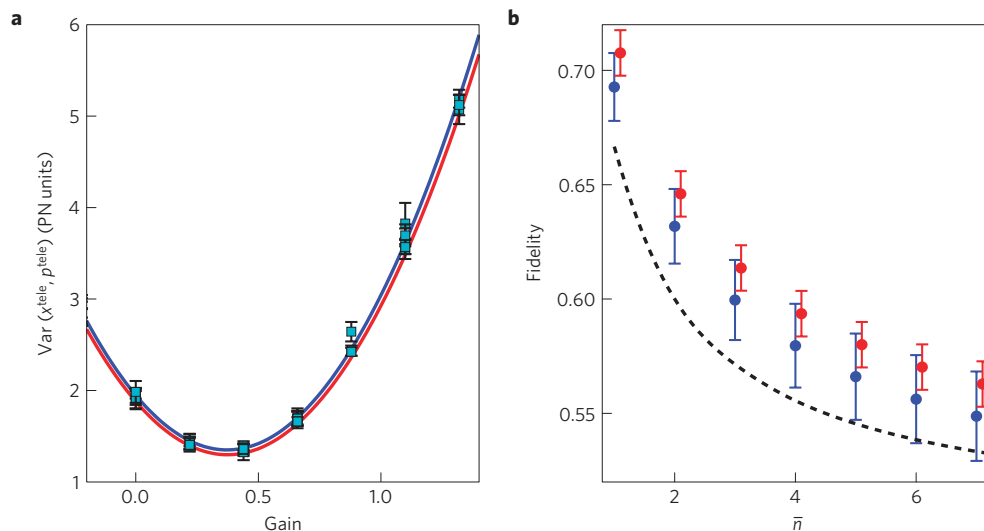 a
6
5
4
3
2
1
Var (x^tele, p^tele) (PN units)
0.0 0.5 1.0
Gain
b
0.70
0.65
0.60
0.55
Fidelity
2 4 6
n̅